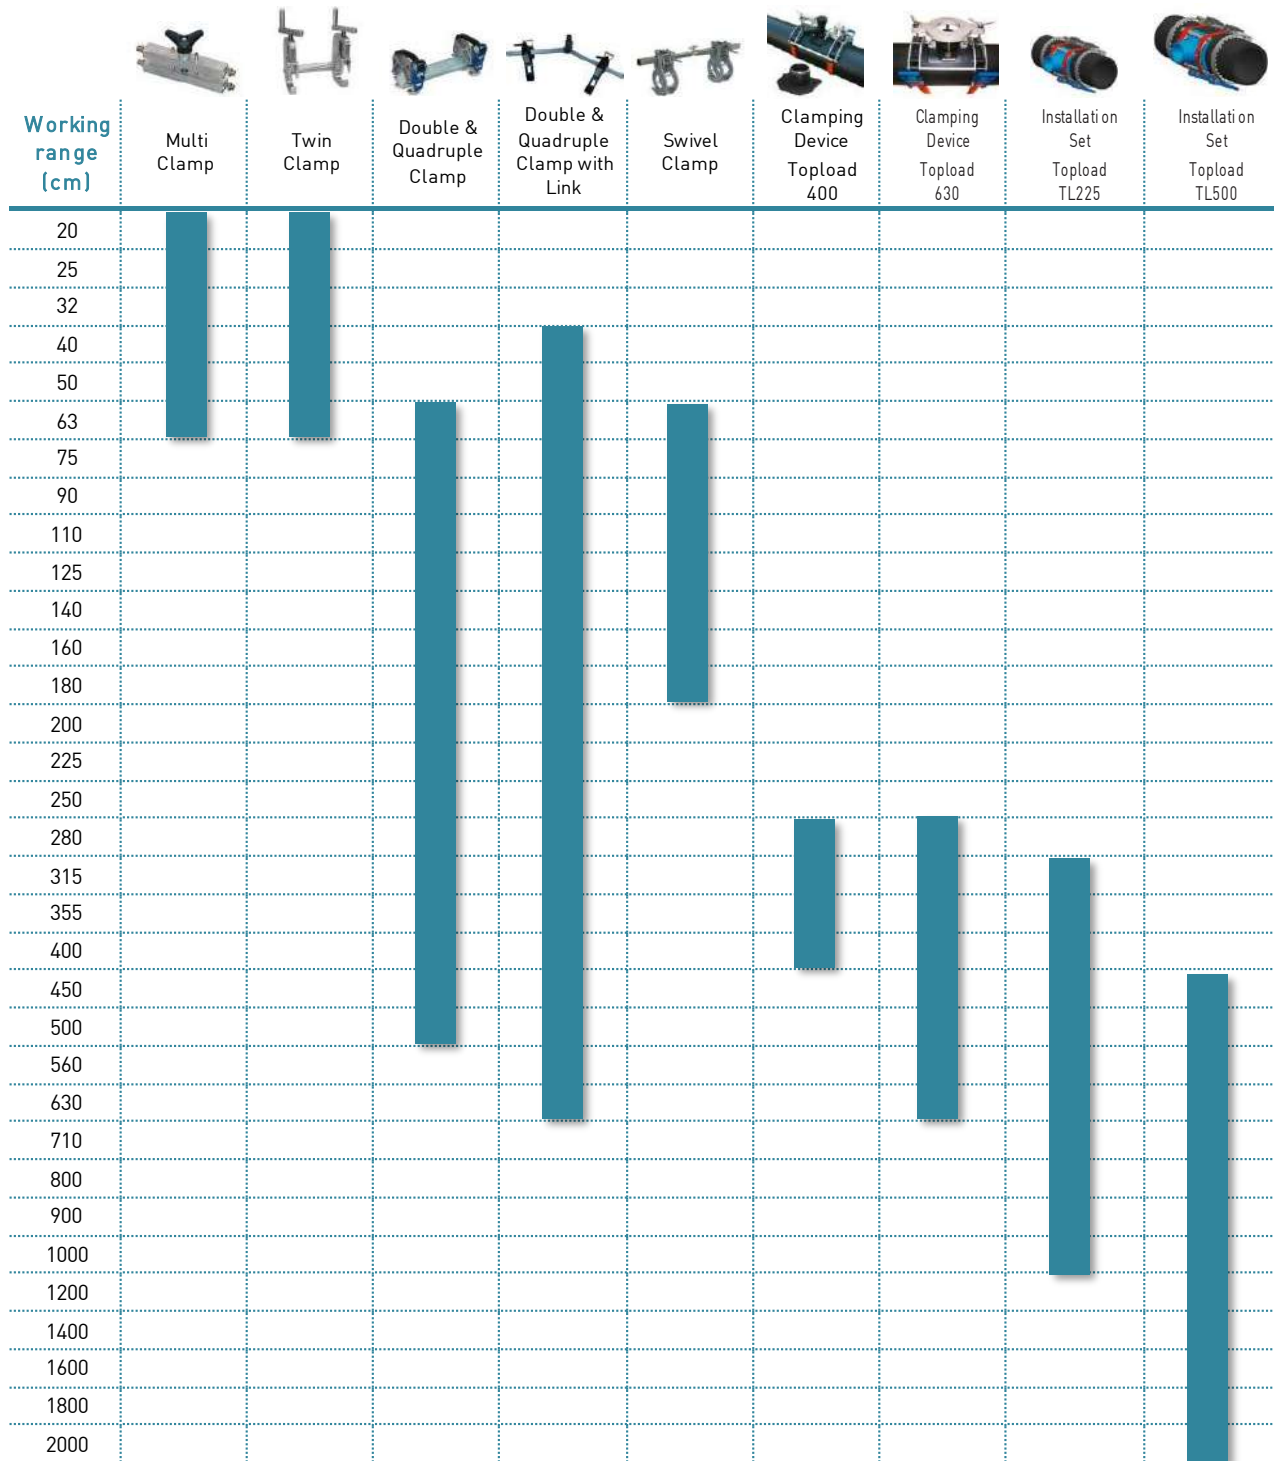 Working
range
(cm)
Multi
Clamp
Twin
Clamp
Double &
Quadruple
Clamp
Double &
Quadruple
Clamp with
Link
Swivel
Clamp
Clamping
Device
Topload
400
Clamping
Device
Topload
630
Installation
Set
Topload
TL225
Installation
Set
Topload
TL500
20
25
32
40
50
63
75
90
110
125
140
160
180
200
225
250
280
315
355
400
450
500
560
630
710
800
900
1000
1200
1400
1600
1800
2000